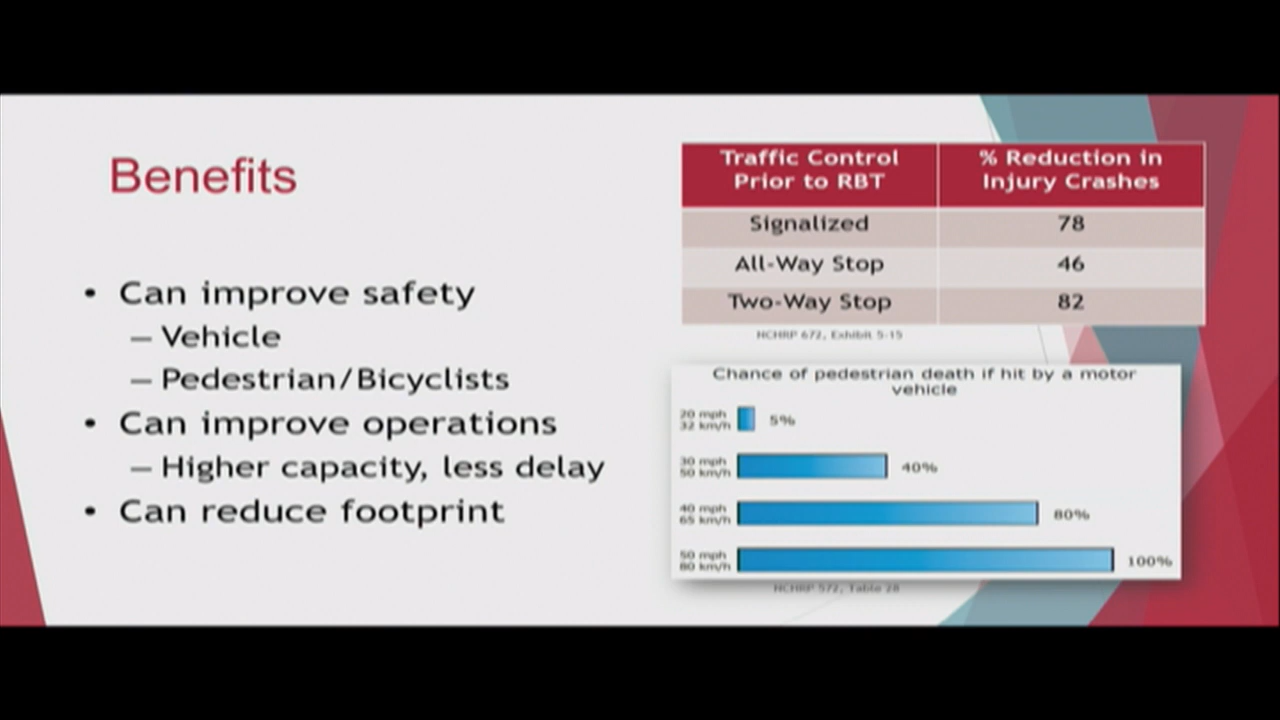 Benefits
• Can improve safety
– Vehicle
– Pedestrian/Bicyclists
• Can improve operations
– Higher capacity, less delay
• Can reduce footprint
Traffic Control Prior to RBT
% Reduction in Injury Crashes
Signalized 78
All-Way Stop 46
Two-Way Stop 82
NCHRP 672, Exhibit 5-15
Chance of pedestrian death if hit by a motor
vehicle
20 mph
32 km/h
5%
30 mph
50 km/h
40%
40 mph
65 km/h
80%
50 mph
80 km/h
100%
NCHRP 572, Table 28